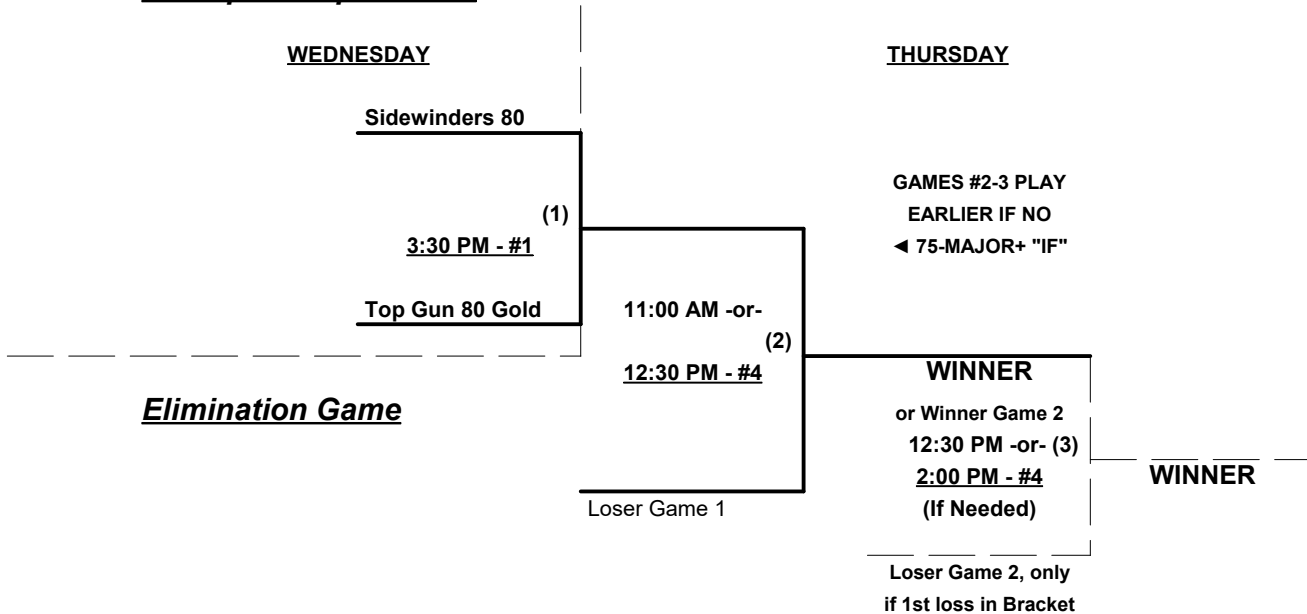 WEDNESDAY
THURSDAY
Sidewinders 80
GAMES #2-3 PLAY
EARLIER IF NO
◄ 75-MAJOR+ "IF"
(1)
3:30 PM - #1
Top Gun 80 Gold
11:00 AM -or-
(2)
12:30 PM - #4
WINNER
Elimination Game
or Winner Game 2
12:30 PM -or- (3)
2:00 PM - #4
(If Needed)
WINNER
Loser Game 1
Loser Game 2, only
if 1st loss in Bracket